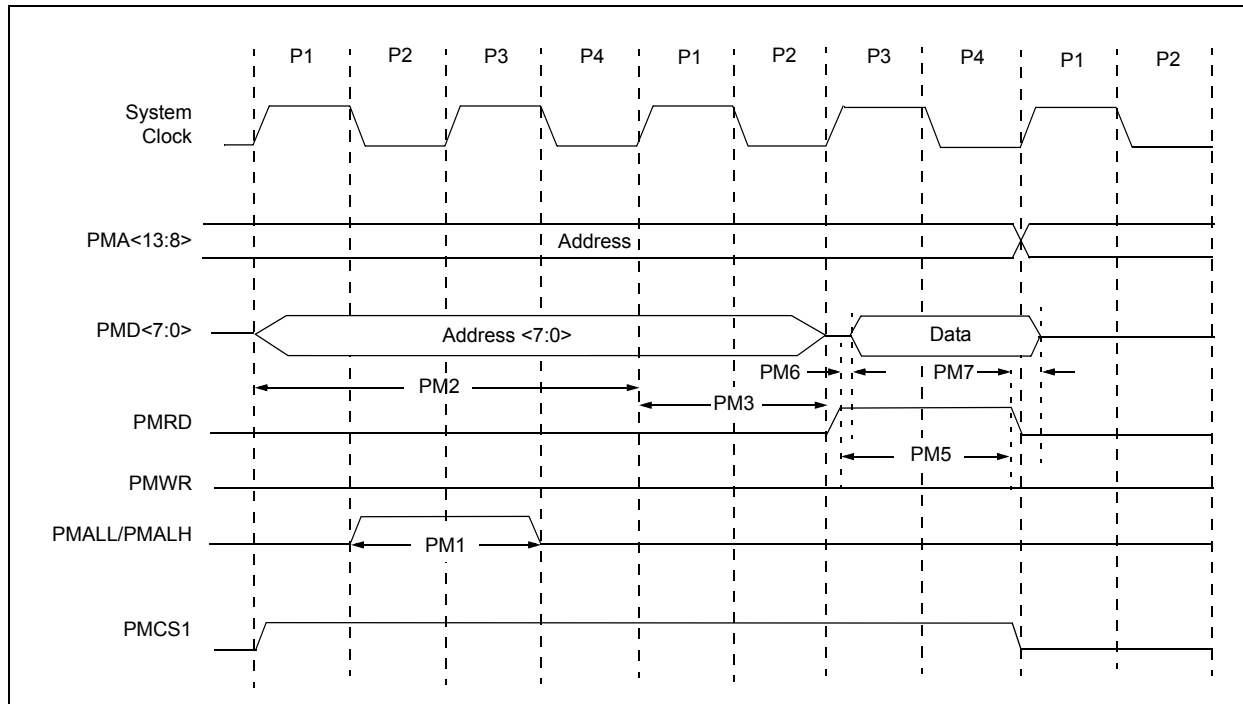 P1 P2 P3 P4 P1 P2 P3 P4 P1 P2
System
Clock
PMA<13:8>
Address
PMD<7:0>
Address <7:0>
Data
PM6
PM7
PM2
PM3
PMRD
PM5
PMWR
PMALL/PMALH
PM1
PMCS1